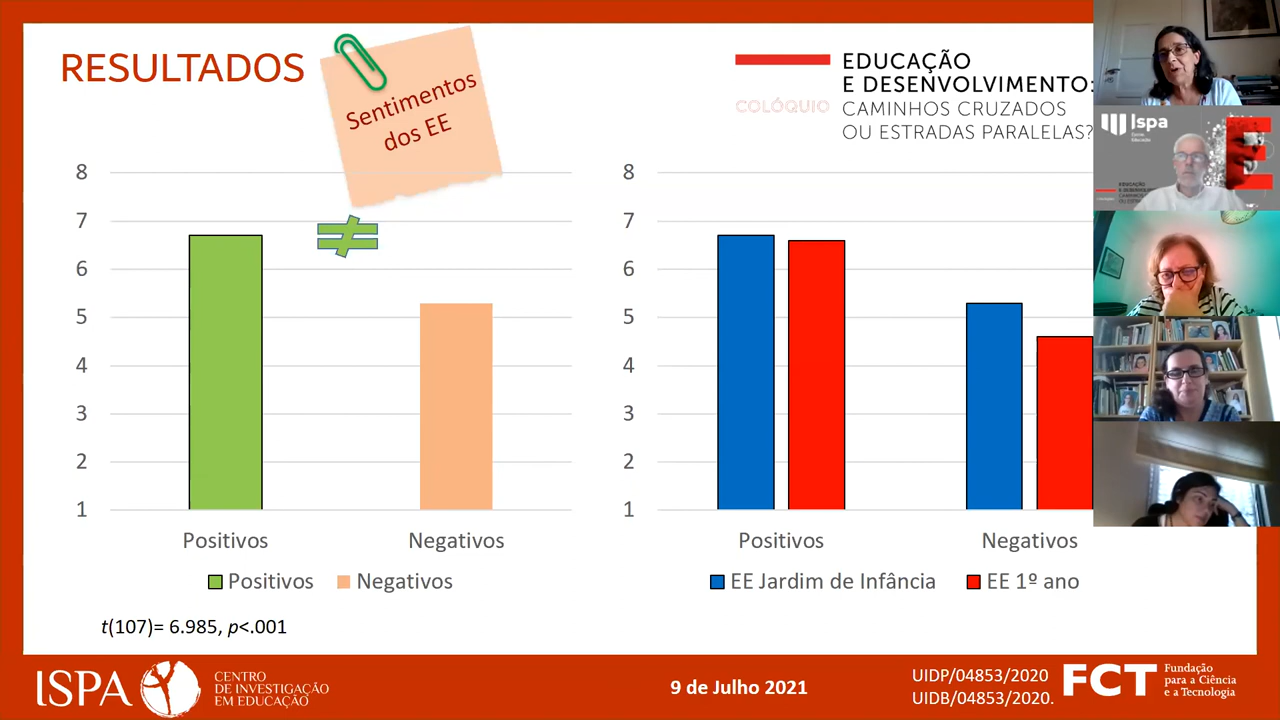 RESULTADOS
Sentimentos
dos EE
COLÓQUIO
EDUCAÇÃO
E DESENVOLVIMENTO:
CAMINHOS CRUZADOS
OU ESTRADAS PARALELAS?
8
7
6
5
4
3
2
1
Positivos
Negativos
Positivos
Negativos
t(107)= 6.985, p<.001
8
7
6
5
4
3
2
1
Positivos
Negativos
EE Jardim de Infância
EE 1º ano
Ispa
E
EDUCAÇÃO
ISPA
CENTRO
DE INVESTIGAÇÃO
EM EDUCAÇÃO
9 de Julho 2021
UIDP/04853/2020
UIDB/04853/2020.
FCT
Fundação
para a Ciência
e a Tecnologia